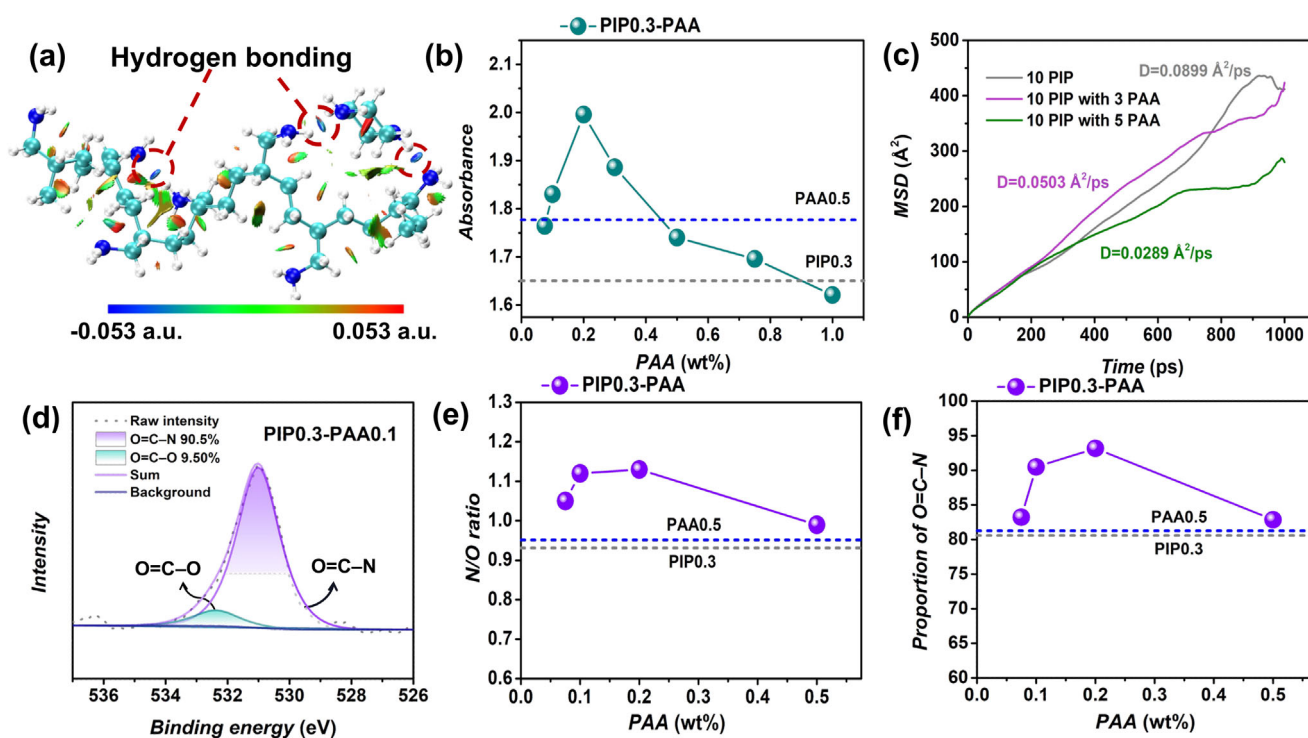 (a)
Hydrogen bonding
-0.053 a.u.
0.053 a.u.
(b)
PIP0.3-PAA
Absorbance
2.0
1.9
1.8
1.7
1.6
PAA0.5
PIP0.3
0.0
0.2
0.4
0.6
0.8
1.0
PAA (wt%)
(c)
MSD (Å²)
500
400
300
200
100
0
10 PIP
10 PIP with 3 PAA
10 PIP with 5 PAA
D=0.0899 Å²/ps
D=0.0503 Å²/ps
D=0.0289 Å²/ps
0
200
400
600
800
1000
Time (ps)
(d)
Intensity
Raw intensity
O=C–N 90.5%
O=C–O 9.50%
Sum
Background
PIP0.3-PAA0.1
O=C–O
O=C–N
536
534
532
530
528
526
Binding energy (eV)
(e)
PIP0.3-PAA
N/O ratio
1.3
1.2
1.1
1.0
0.9
0.8
0.7
0.6
PAA0.5
PIP0.3
0.0
0.1
0.2
0.3
0.4
0.5
PAA (wt%)
(f)
PIP0.3-PAA
Proportion of O=C–N
100
95
90
85
80
75
70
65
60
PAA0.5
PIP0.3
0.0
0.1
0.2
0.3
0.4
0.5
PAA (wt%)